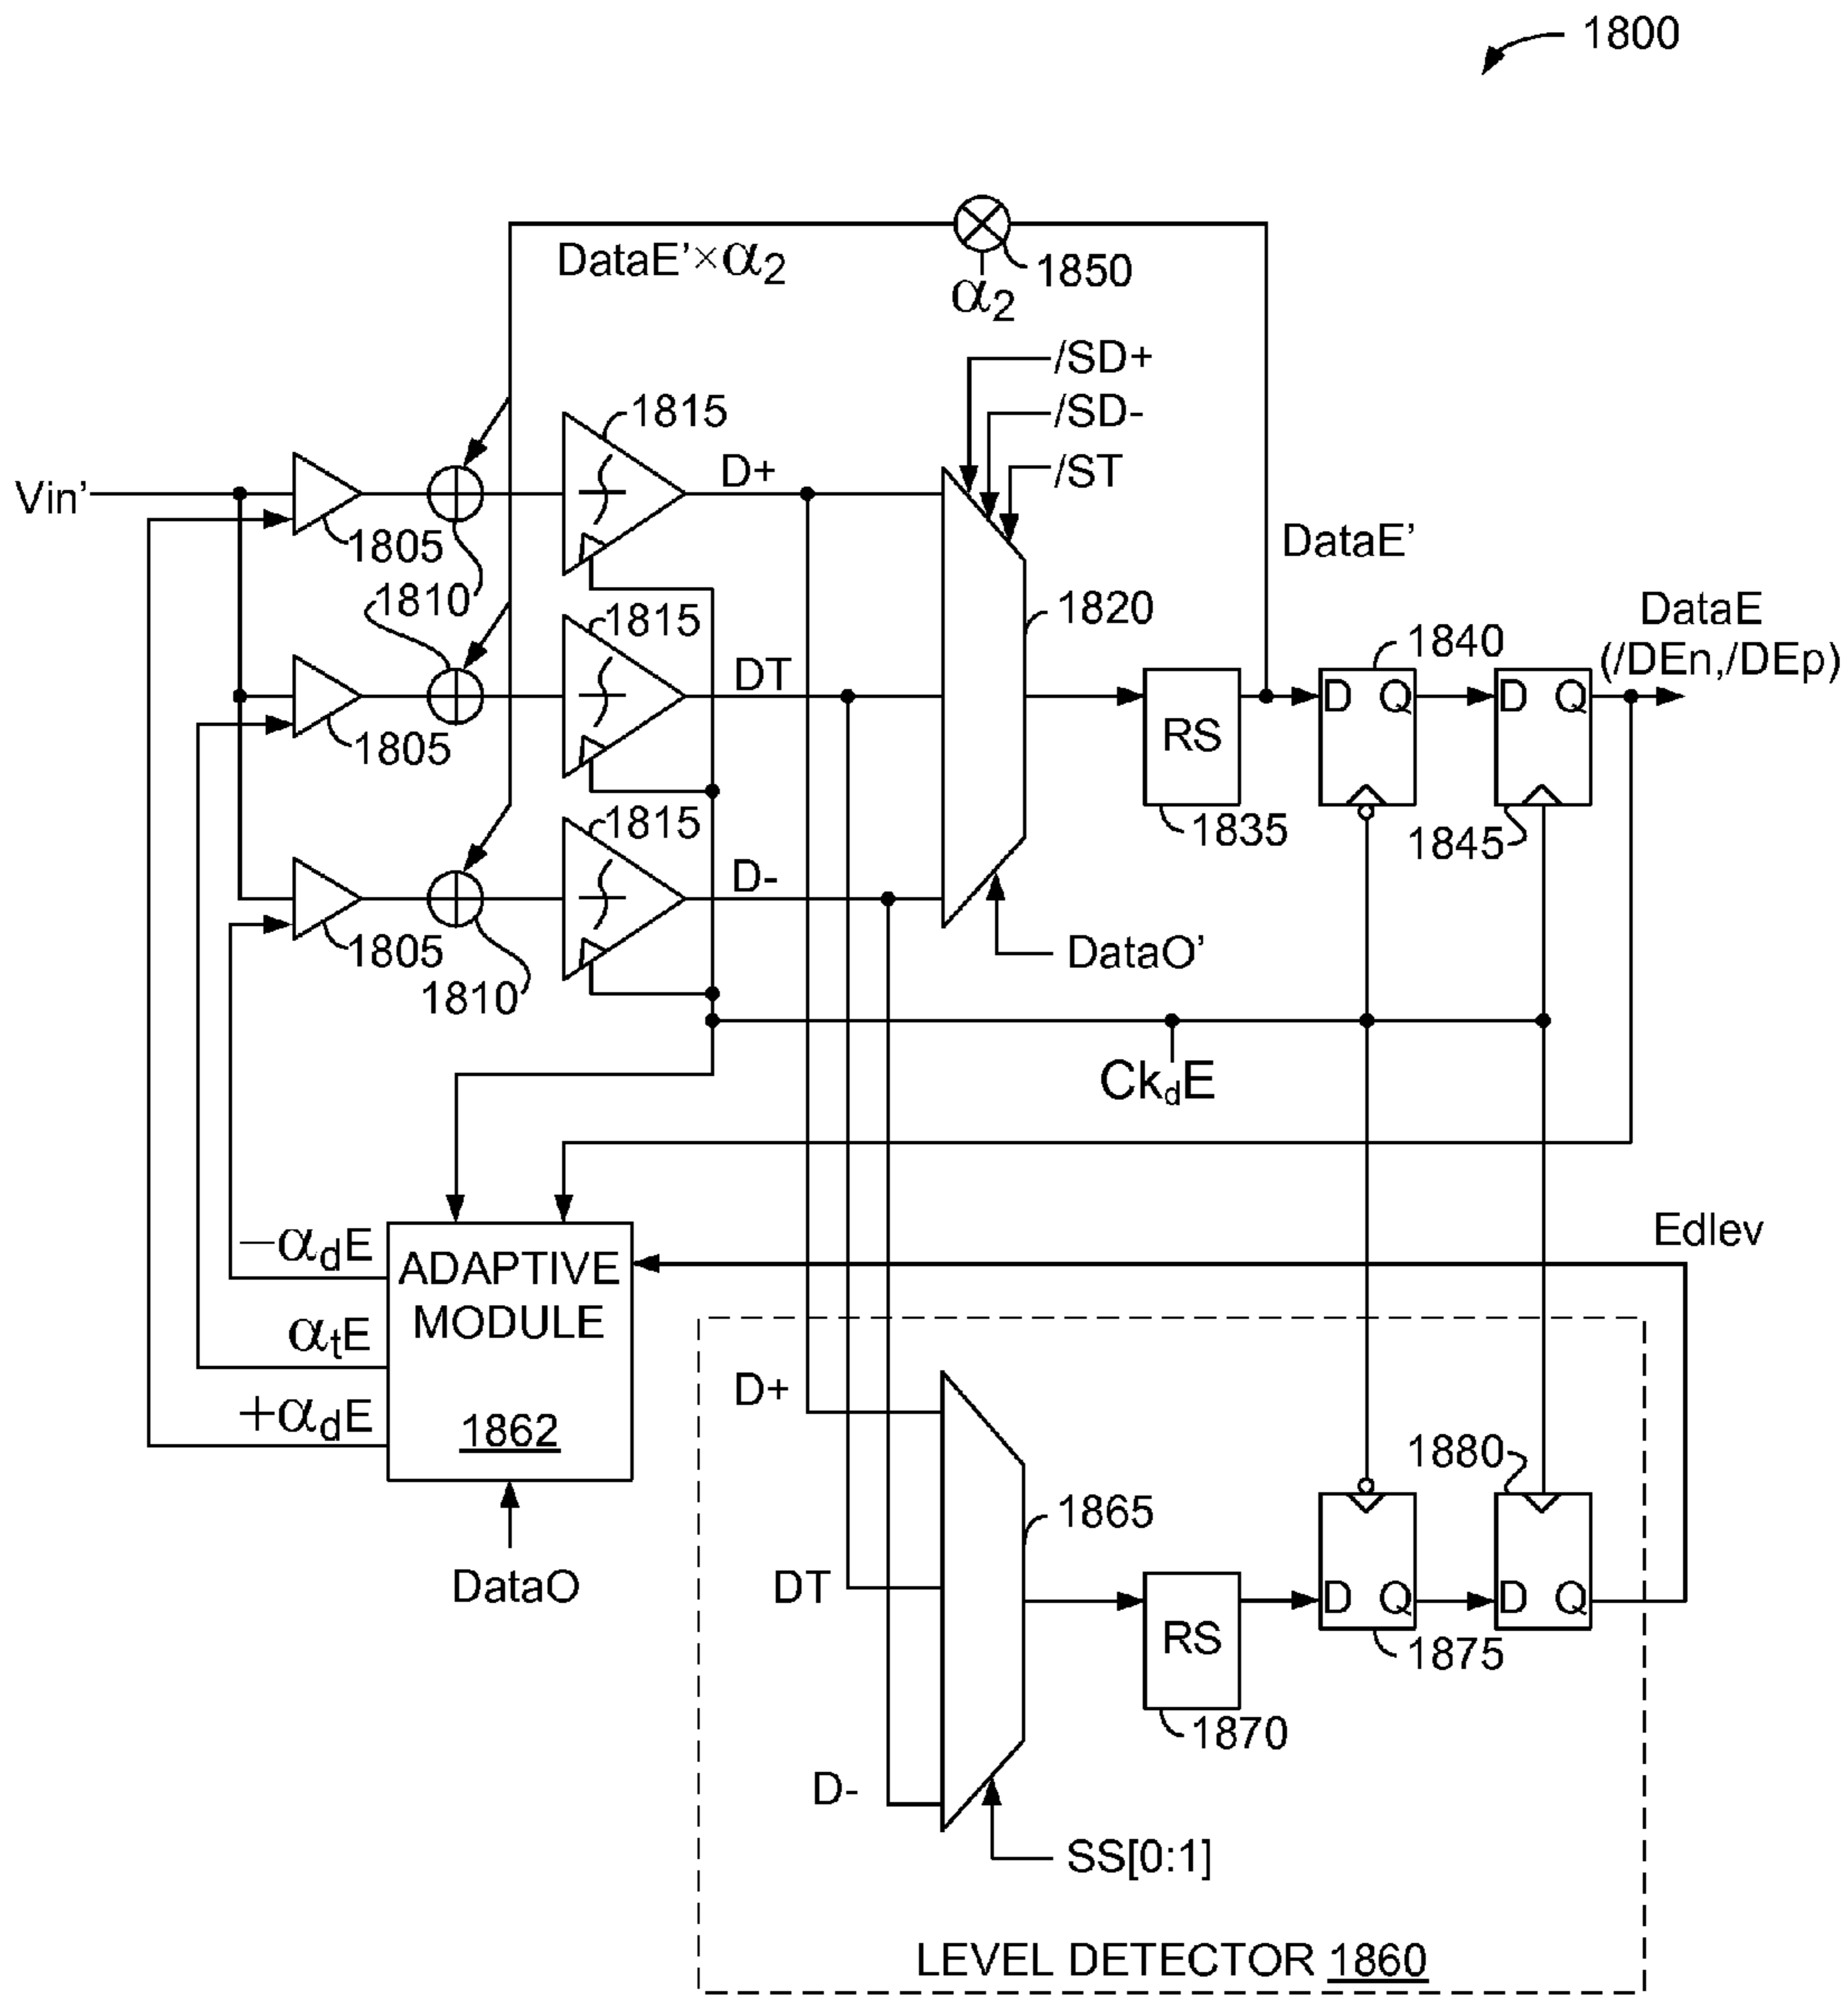 1800
DataE'×α2
1850
α2
/SD+
/SD-
/ST
1815
D+
Vin'
1805
1810
DataE'
1815
DT
1820
1840
DataE
(/DEn,/DEp)
D Q
D Q
1805
RS
1815
1835
1845
D-
1805
1810
DataO'
CkdE
Edlev
−αdE
αtE
+αdE
ADAPTIVE
MODULE
1862
DataO
D+
1880
1865
DT
D Q
D Q
RS
1875
1870
D-
SS[0:1]
LEVEL DETECTOR 1860